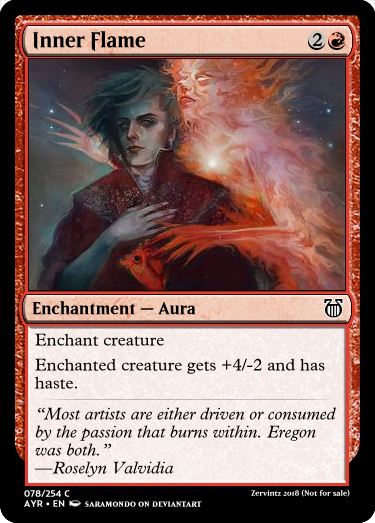 Inner Flame 2
Enchantment — Aura
Enchant creature
Enchanted creature gets +4/-2 and has
haste.
“Most artists are either driven or consumed
by the passion that burns within. Eregon
was both.”
—Roselyn Valvidia
078/254 C
Zervintz 2018 (Not for sale)
AYR • EN SARAMONDO ON DEVIANTART